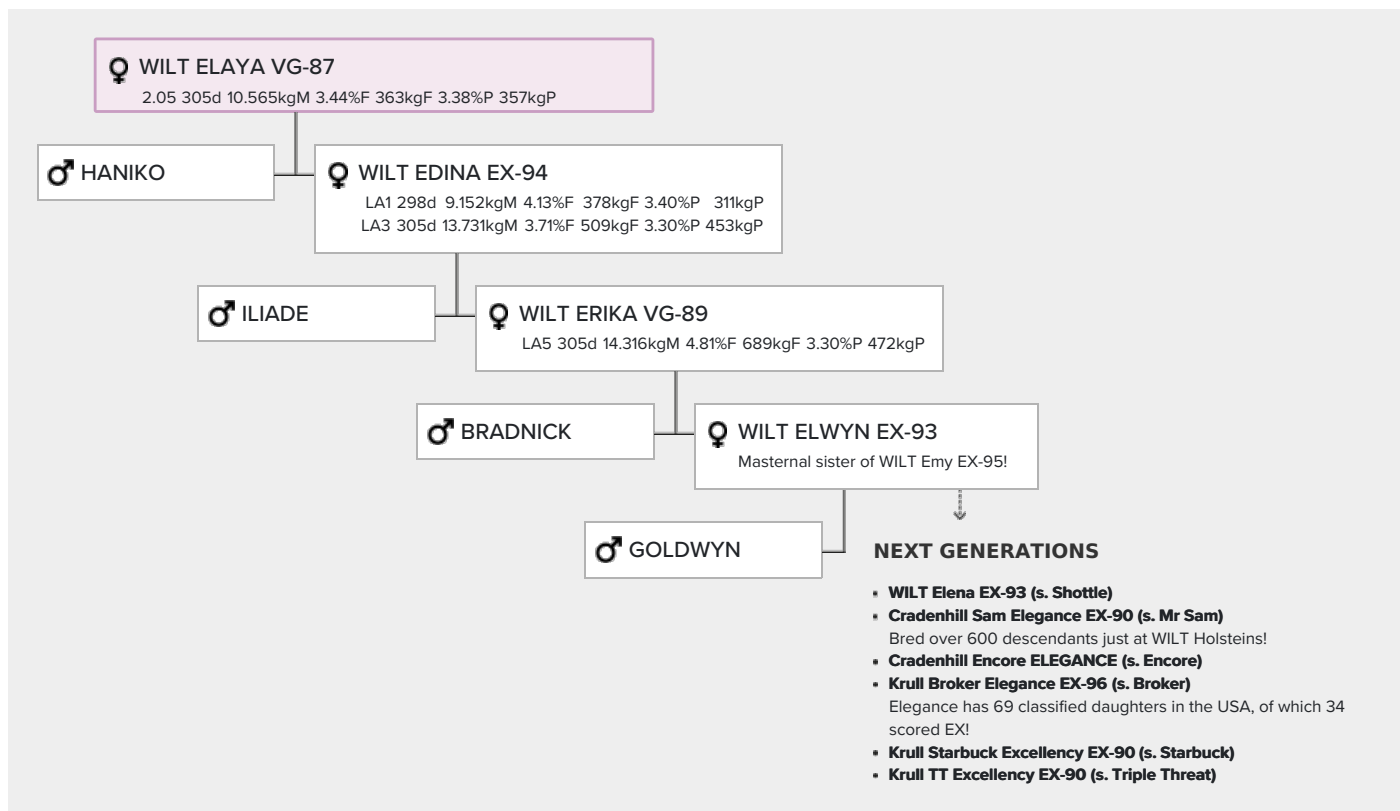 WILT ELAYA VG-87
2.05 305d 10.565kgM 3.44%F 363kgF 3.38%P 357kgP
HANIKO
WILT EDINA EX-94
LA1 298d 9.152kgM 4.13%F 378kgF 3.40%P 311kgP
LA3 305d 13.731kgM 3.71%F 509kgF 3.30%P 453kgP
ILIADE
WILT ERIKA VG-89
LA5 305d 14.316kgM 4.81%F 689kgF 3.30%P 472kgP
BRADNICK
WILT ELWYN EX-93
Masternal sister of WILT Emy EX-95!
GOLDWYN
NEXT GENERATIONS
• WILT Elena EX-93 (s. Shottle)
• Cradenhill Sam Elegance EX-90 (s. Mr Sam)
Bred over 600 descendants just at WILT Holsteins!
• Cradenhill Encore ELEGANCE (s. Encore)
• Krull Broker Elegance EX-96 (s. Broker)
Elegance has 69 classified daughters in the USA, of which 34
scored EX!
• Krull Starbuck Excellency EX-90 (s. Starbuck)
• Krull TT Excellency EX-90 (s. Triple Threat)